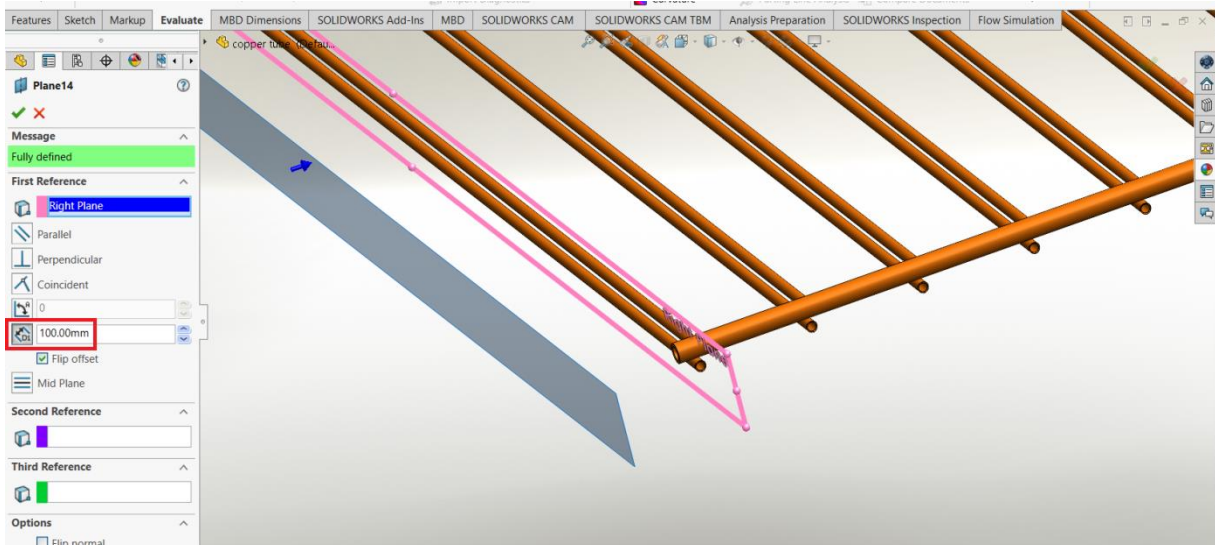 Features Sketch Markup Evaluate MBD Dimensions SOLIDWORKS Add-Ins MBD SOLIDWORKS CAM SOLIDWORKS CAM TBM Analysis Preparation SOLIDWORKS Inspection Flow Simulation
copper tube (Defau...
Plane14
Message
Fully defined
First Reference
Right Plane
Parallel
Perpendicular
Coincident
0
100.00mm
Flip offset
Mid Plane
Second Reference
Third Reference
Options
Flip normal